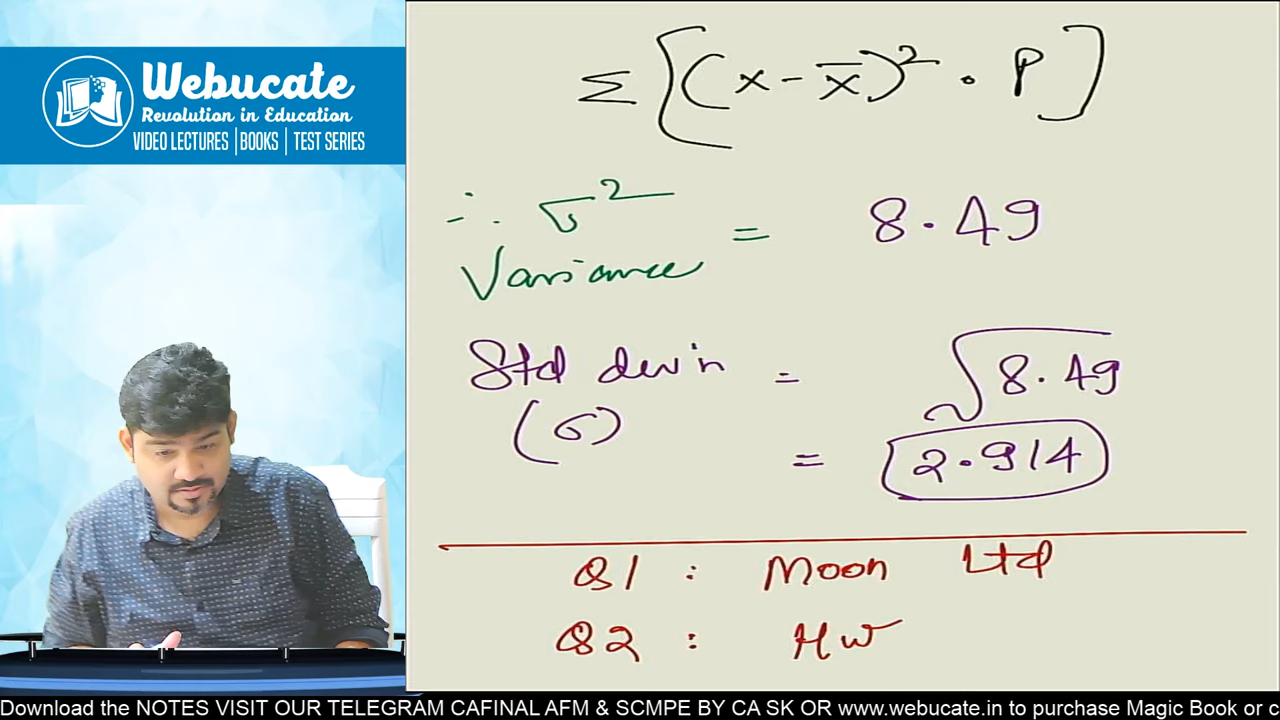 Webucate
Revolution in Education
VIDEO LECTURES | BOOKS | TEST SERIES
Σ [(x - x̄)² · P]
∴ σ²
Variance = 8.49
Std devi'n (σ) = √8.49
= 2.914
Q1 : Moon Ltd
Q2 : HW
Download the NOTES VISIT OUR TELEGRAM CAFINAL AFM & SCMPE BY CA SK OR www.webucate.in to purchase Magic Book or c